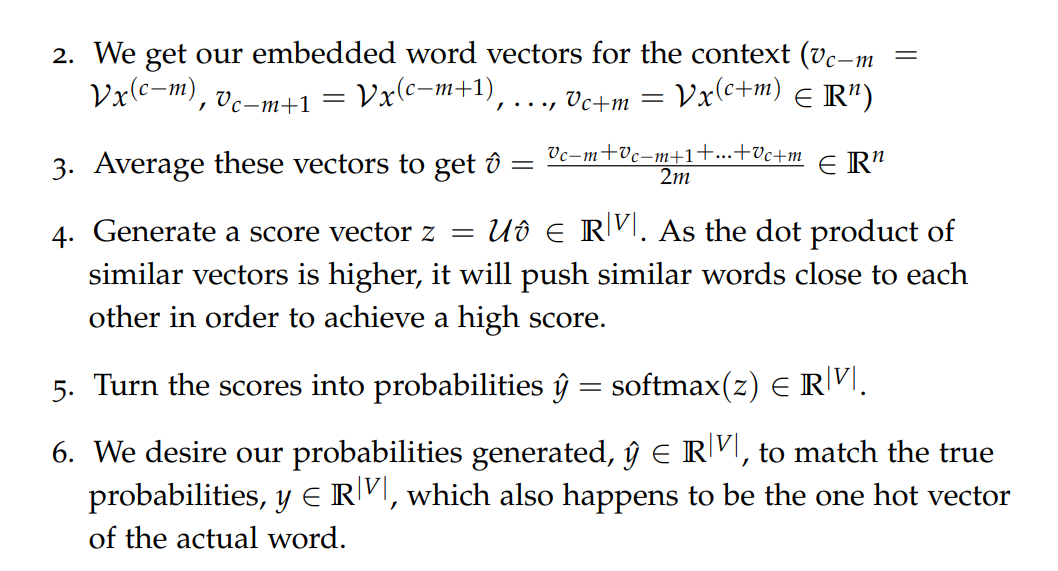 2. We get our embedded word vectors for the context ($v_{c-m}$ =
$\mathcal{V}x^{(c-m)}$, $v_{c-m+1} = \mathcal{V}x^{(c-m+1)}$, …, $v_{c+m} = \mathcal{V}x^{(c+m)} \in \mathbb{R}^n$)
3. Average these vectors to get $\hat{v} = \frac{v_{c-m}+v_{c-m+1}+...+v_{c+m}}{2m} \in \mathbb{R}^n$
4. Generate a score vector $z = \mathcal{U}\hat{v} \in \mathbb{R}^{|V|}$. As the dot product of
similar vectors is higher, it will push similar words close to each
other in order to achieve a high score.
5. Turn the scores into probabilities $\hat{y} = \text{softmax}(z) \in \mathbb{R}^{|V|}$.
6. We desire our probabilities generated, $\hat{y} \in \mathbb{R}^{|V|}$, to match the true
probabilities, $y \in \mathbb{R}^{|V|}$, which also happens to be the one hot vector
of the actual word.